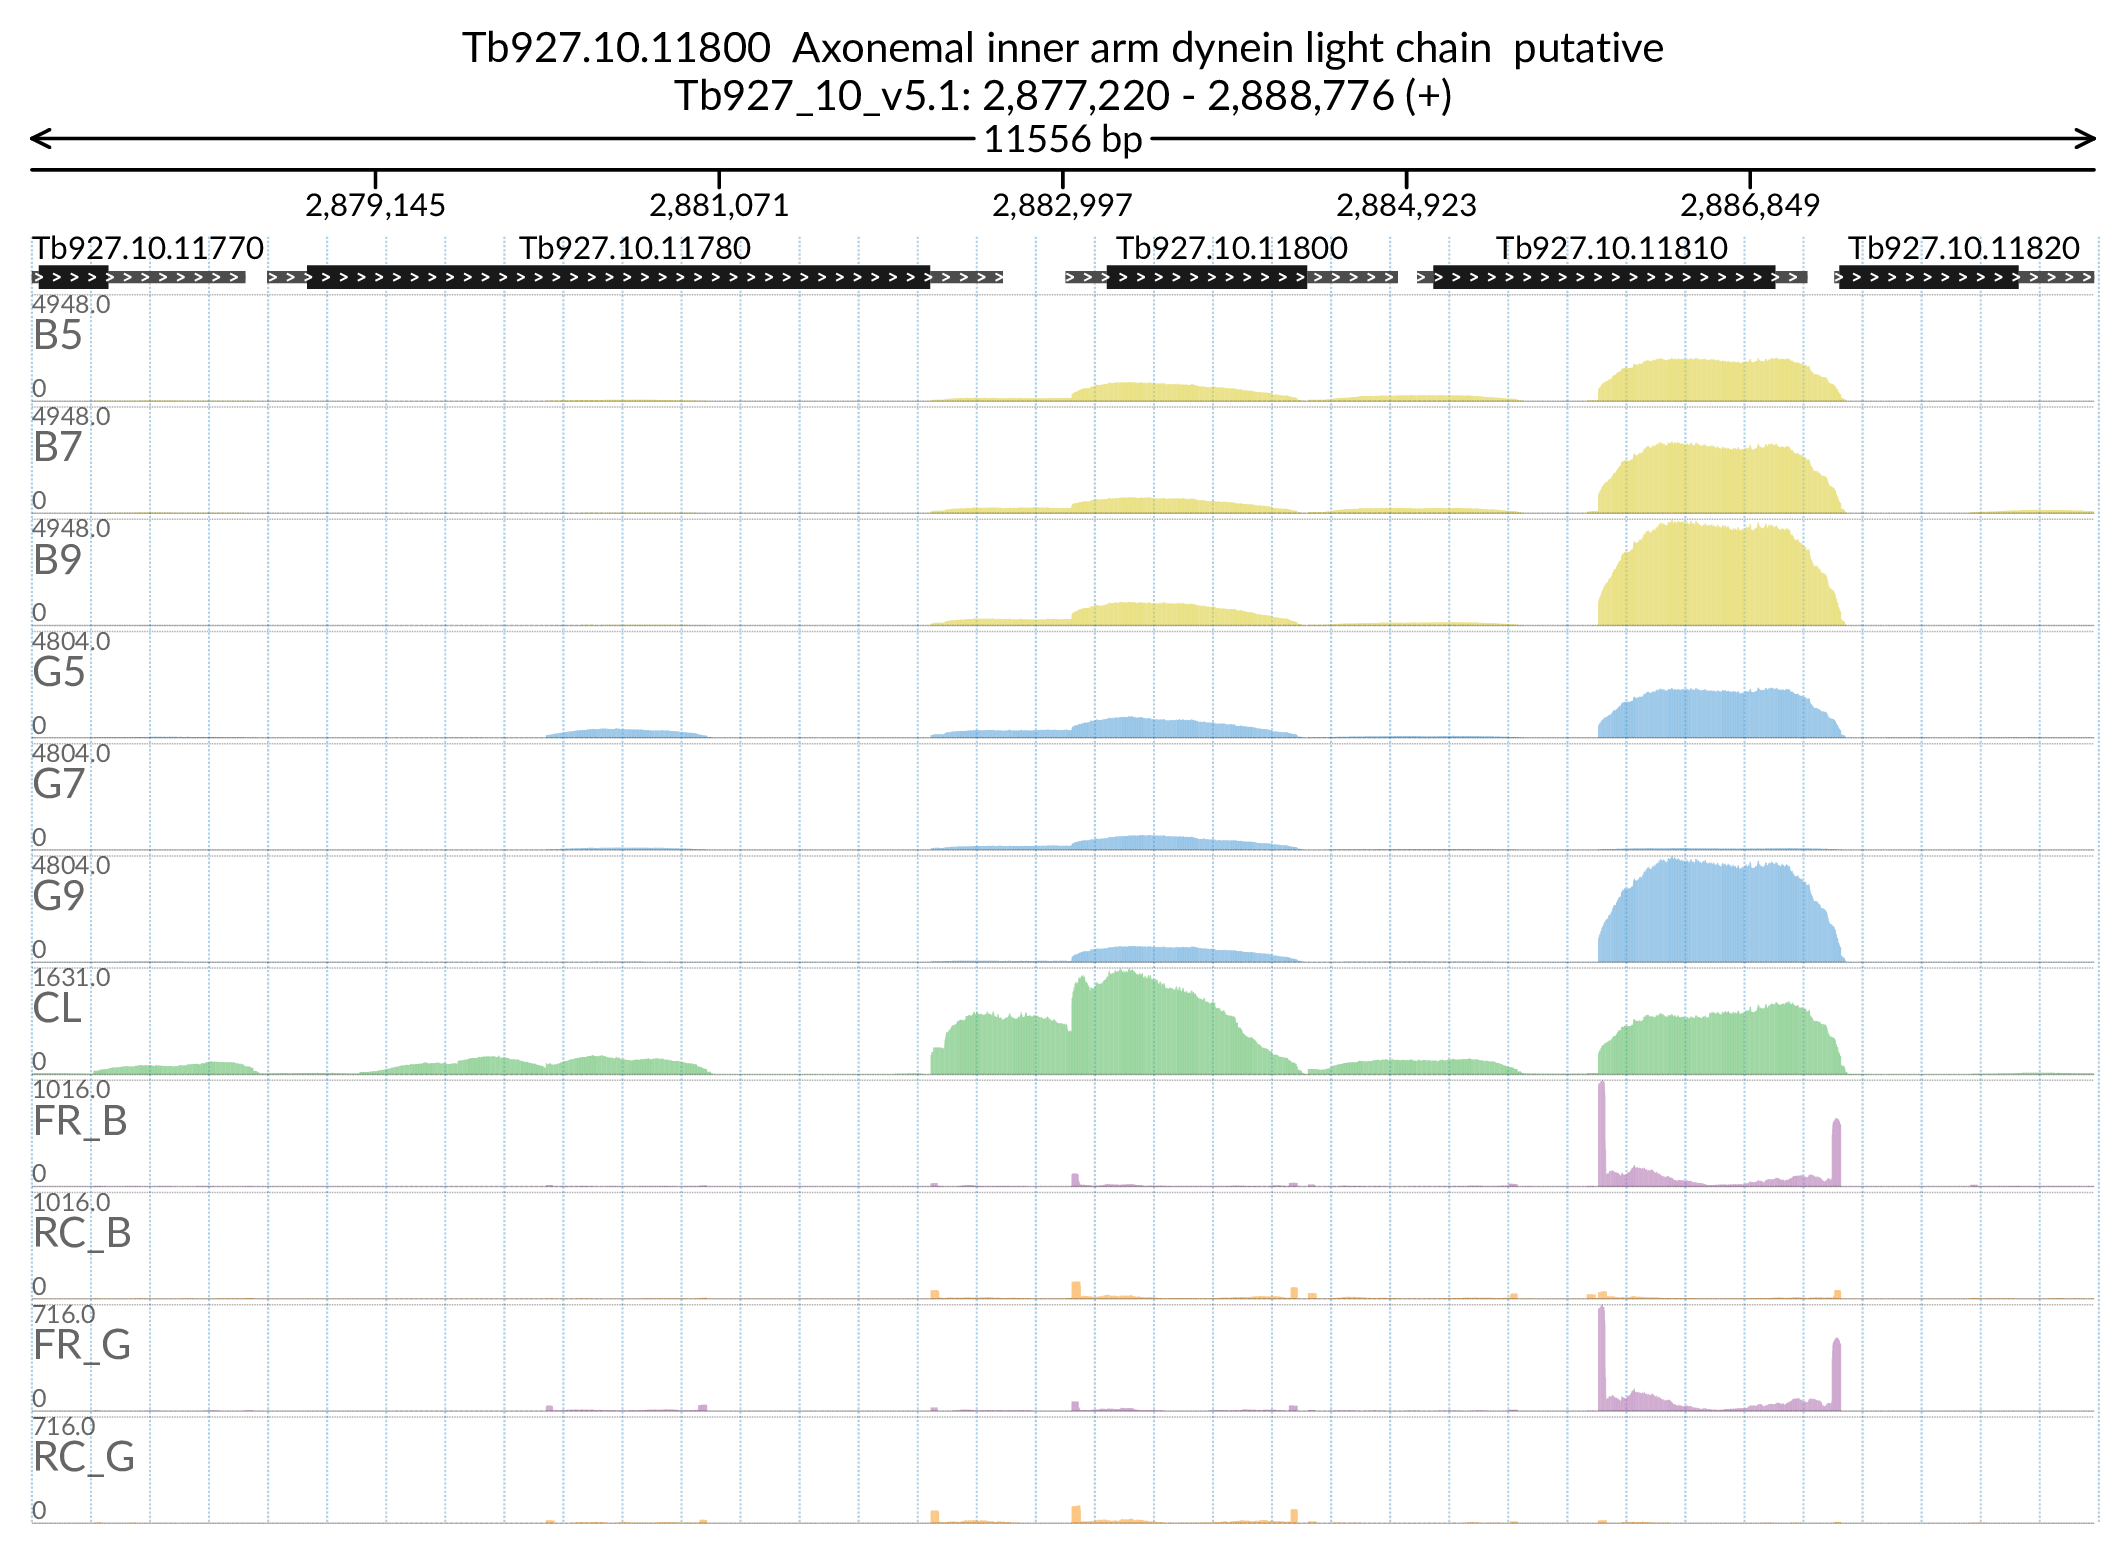 Tb927.10.11800  Axonemal inner arm dynein light chain  putative
Tb927_10_v5.1: 2,877,220 - 2,888,776 (+)
11556 bp
2,879,145 2,881,071 2,882,997 2,884,923 2,886,849
Tb927.10.11770 Tb927.10.11780 Tb927.10.11800 Tb927.10.11810 Tb927.10.11820
4948.0
B5
0
4948.0
B7
0
4948.0
B9
0
4804.0
G5
0
4804.0
G7
0
4804.0
G9
0
1631.0
CL
0
1016.0
FR_B
0
1016.0
RC_B
0
716.0
FR_G
0
716.0
RC_G
0